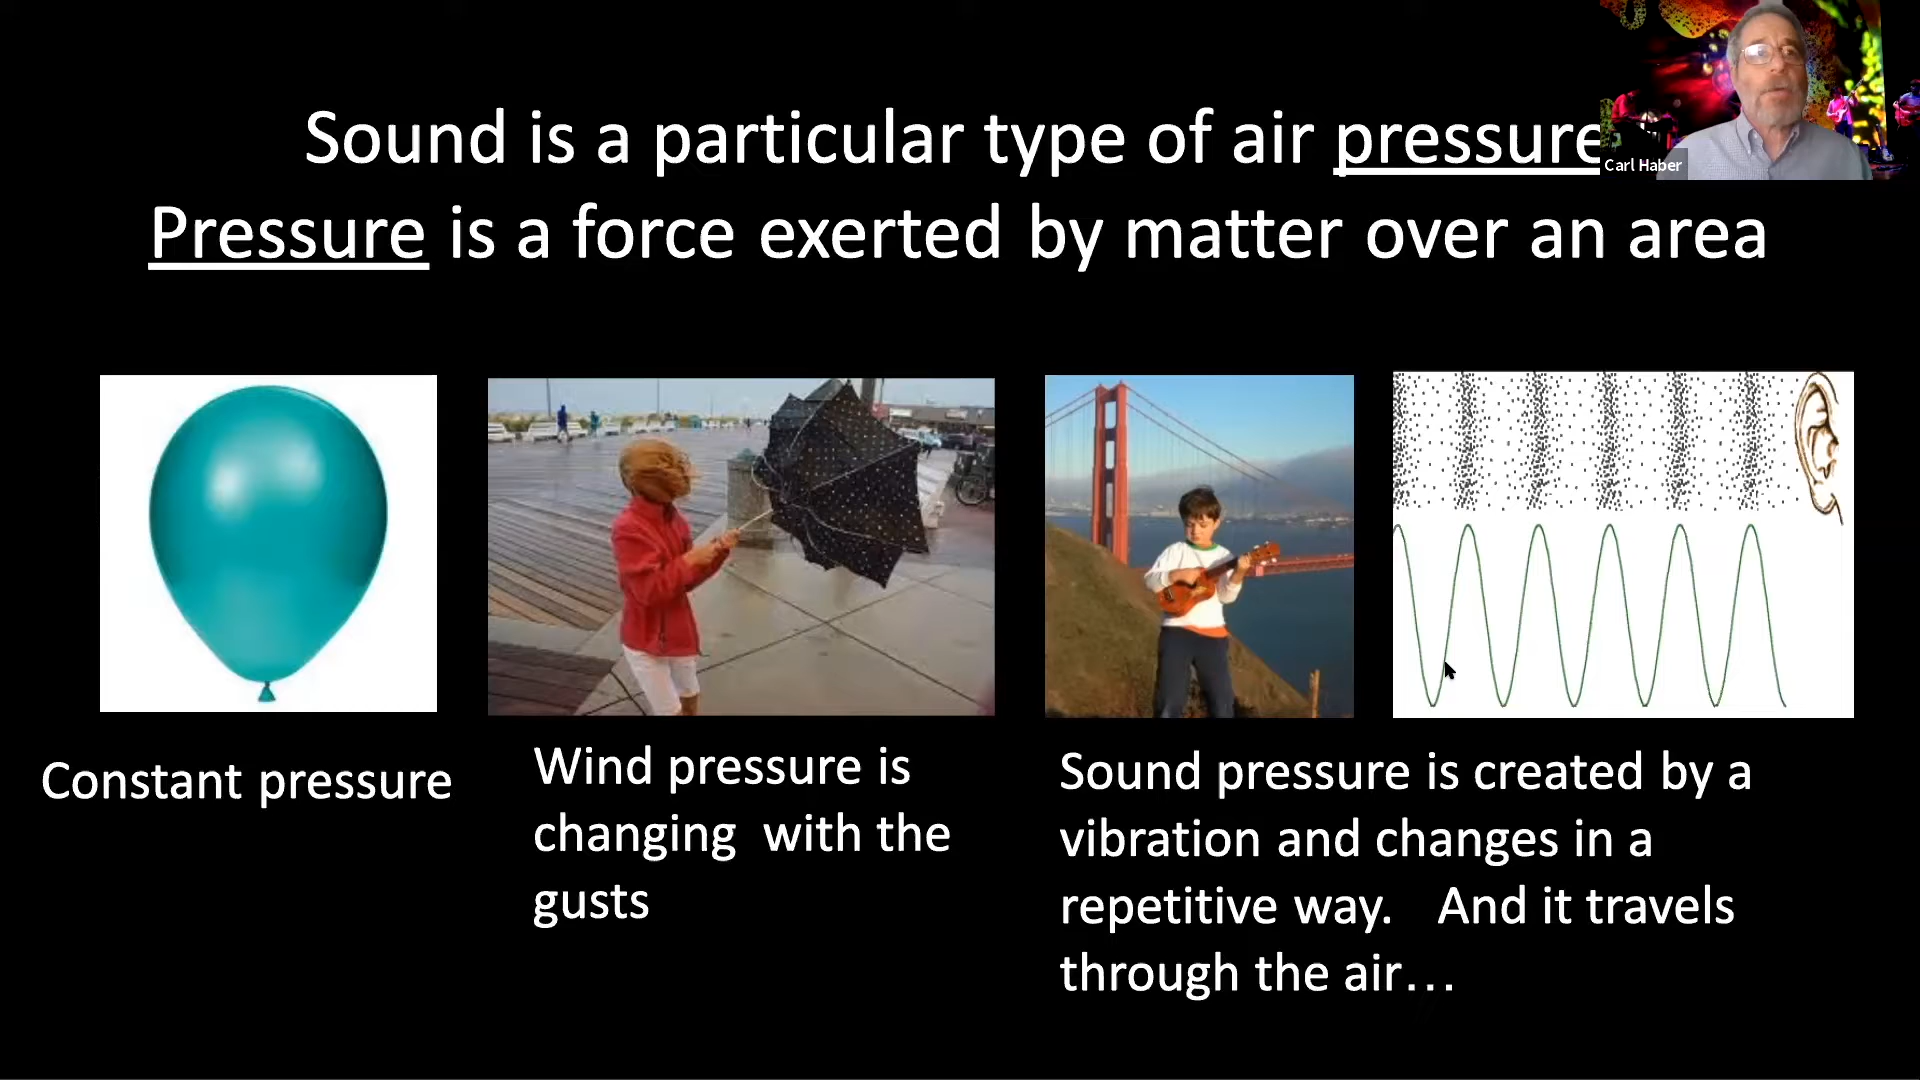 Sound is a particular type of air pressure
Carl Haber
Pressure is a force exerted by matter over an area
Constant pressure
Wind pressure is
changing with the
gusts
Sound pressure is created by a
vibration and changes in a
repetitive way. And it travels
through the air…